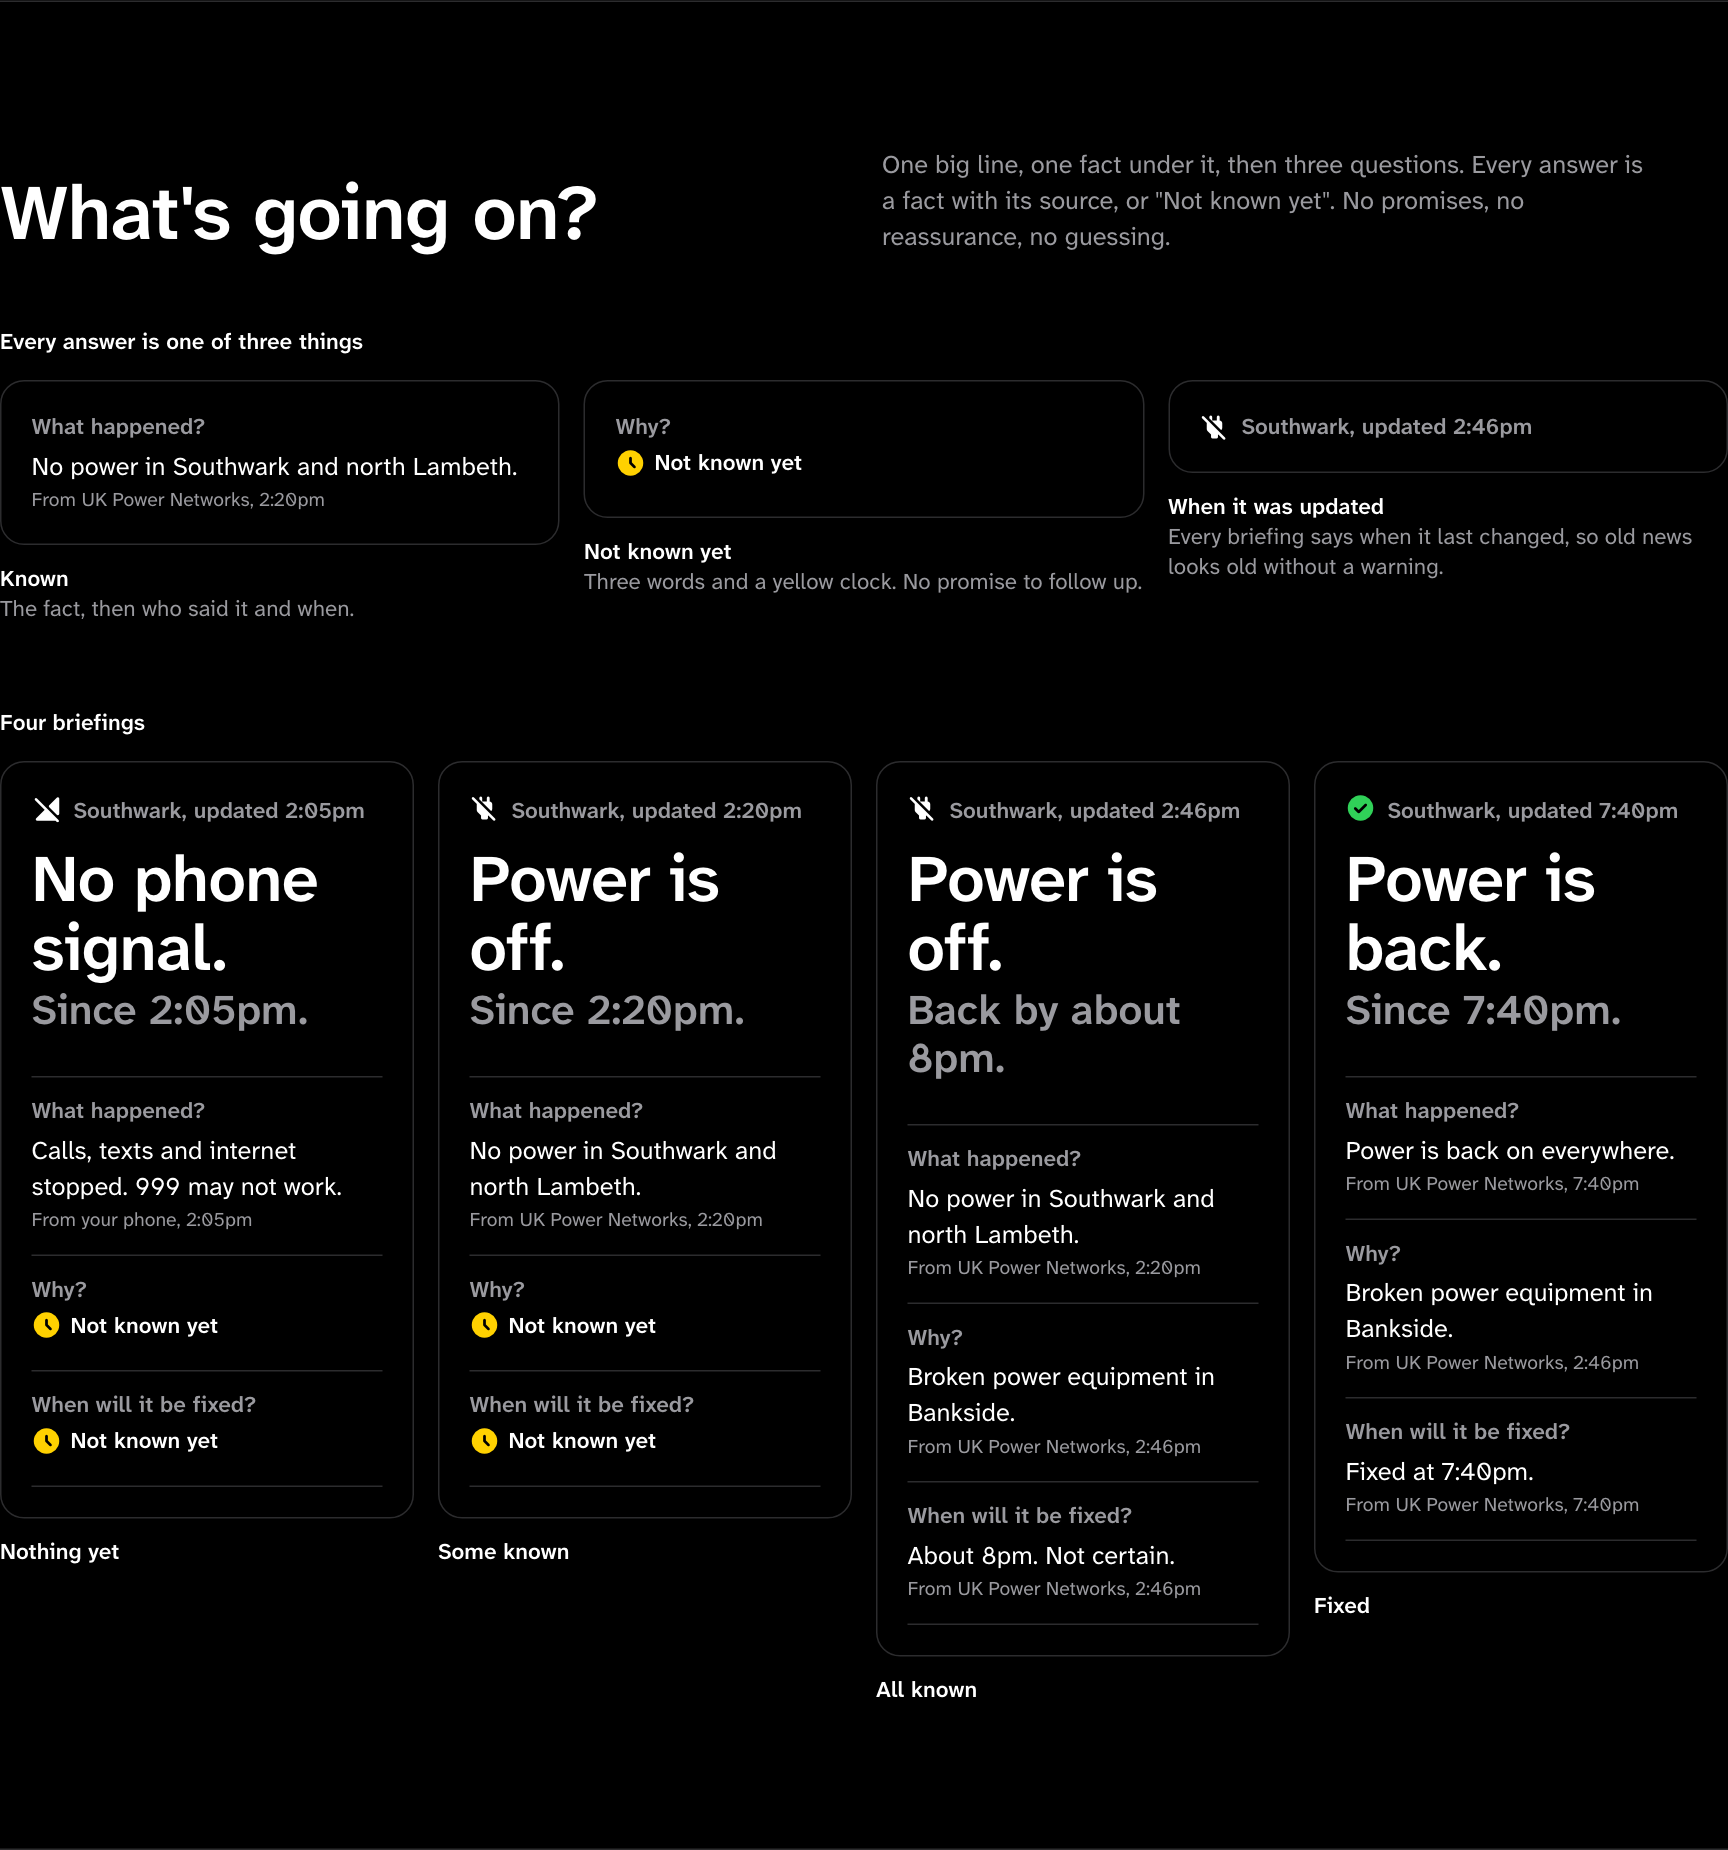 What's going on?
One big line, one fact under it, then three questions. Every answer is
a fact with its source, or "Not known yet". No promises, no
reassurance, no guessing.
Every answer is one of three things
What happened?
No power in Southwark and north Lambeth.
From UK Power Networks, 2:20pm
Known
The fact, then who said it and when.
Why?
Not known yet
Not known yet
Three words and a yellow clock. No promise to follow up.
Southwark, updated 2:46pm
When it was updated
Every briefing says when it last changed, so old news
looks old without a warning.
Four briefings
Southwark, updated 2:05pm
No phone
signal.
Since 2:05pm.
What happened?
Calls, texts and internet
stopped. 999 may not work.
From your phone, 2:05pm
Why?
Not known yet
When will it be fixed?
Not known yet
Nothing yet
Southwark, updated 2:20pm
Power is
off.
Since 2:20pm.
What happened?
No power in Southwark and
north Lambeth.
From UK Power Networks, 2:20pm
Why?
Not known yet
When will it be fixed?
Not known yet
Some known
Southwark, updated 2:46pm
Power is
off.
Back by about
8pm.
What happened?
No power in Southwark and
north Lambeth.
From UK Power Networks, 2:20pm
Why?
Broken power equipment in
Bankside.
From UK Power Networks, 2:46pm
When will it be fixed?
About 8pm. Not certain.
From UK Power Networks, 2:46pm
All known
Southwark, updated 7:40pm
Power is
back.
Since 7:40pm.
What happened?
Power is back on everywhere.
From UK Power Networks, 7:40pm
Why?
Broken power equipment in
Bankside.
From UK Power Networks, 2:46pm
When will it be fixed?
Fixed at 7:40pm.
From UK Power Networks, 7:40pm
Fixed